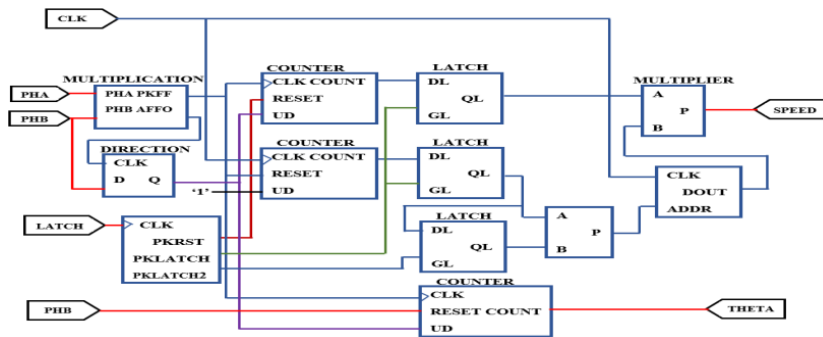 CLK
COUNTER
LATCH
MULTIPLICATION
CLK COUNT
DL
MULTIPLIER
PHA
PHA PKFF
RESET
QL
A
P
SPEED
PHB
PHB AFFO
UD
GL
B
DIRECTION
COUNTER
LATCH
CLK
CLK COUNT
DL
CLK
D Q
RESET
QL
DOUT
'1'
UD
GL
ADDR
LATCH
CLK
LATCH
A
P
PKRST
DL
QL
B
PKLATCH
GL
PKLATCH2
COUNTER
CLK
PHB
RESET COUNT
THETA
UD